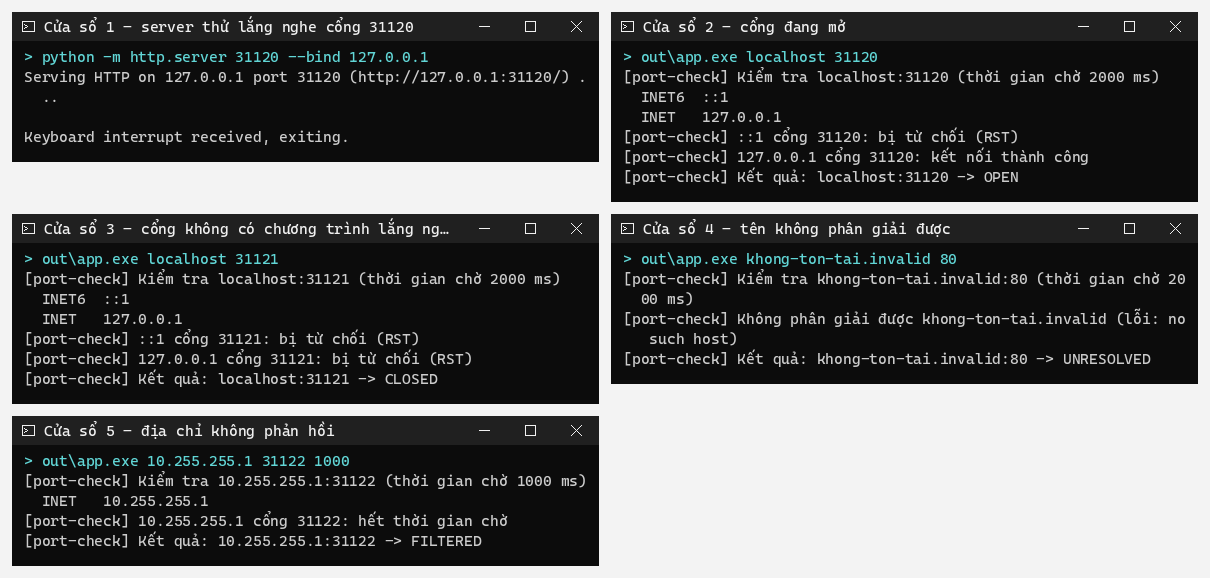 Cửa sổ 1 - server thử lắng nghe cổng 31120
> python -m http.server 31120 --bind 127.0.0.1
Serving HTTP on 127.0.0.1 port 31120 (http://127.0.0.1:31120/) .
..
Keyboard interrupt received, exiting.
Cửa sổ 2 - cổng đang mở
> out\app.exe localhost 31120
[port-check] Kiểm tra localhost:31120 (thời gian chờ 2000 ms)
INET6  ::1
INET   127.0.0.1
[port-check] ::1 cổng 31120: bị từ chối (RST)
[port-check] 127.0.0.1 cổng 31120: kết nối thành công
[port-check] Kết quả: localhost:31120 -> OPEN
Cửa sổ 3 - cổng không có chương trình lắng ng…
> out\app.exe localhost 31121
[port-check] Kiểm tra localhost:31121 (thời gian chờ 2000 ms)
INET6  ::1
INET   127.0.0.1
[port-check] ::1 cổng 31121: bị từ chối (RST)
[port-check] 127.0.0.1 cổng 31121: bị từ chối (RST)
[port-check] Kết quả: localhost:31121 -> CLOSED
Cửa sổ 4 - tên không phân giải được
> out\app.exe khong-ton-tai.invalid 80
[port-check] Kiểm tra khong-ton-tai.invalid:80 (thời gian chờ 20
00 ms)
[port-check] Không phân giải được khong-ton-tai.invalid (lỗi: no
such host)
[port-check] Kết quả: khong-ton-tai.invalid:80 -> UNRESOLVED
Cửa sổ 5 - địa chỉ không phản hồi
> out\app.exe 10.255.255.1 31122 1000
[port-check] Kiểm tra 10.255.255.1:31122 (thời gian chờ 1000 ms)
INET   10.255.255.1
[port-check] 10.255.255.1 cổng 31122: hết thời gian chờ
[port-check] Kết quả: 10.255.255.1:31122 -> FILTERED